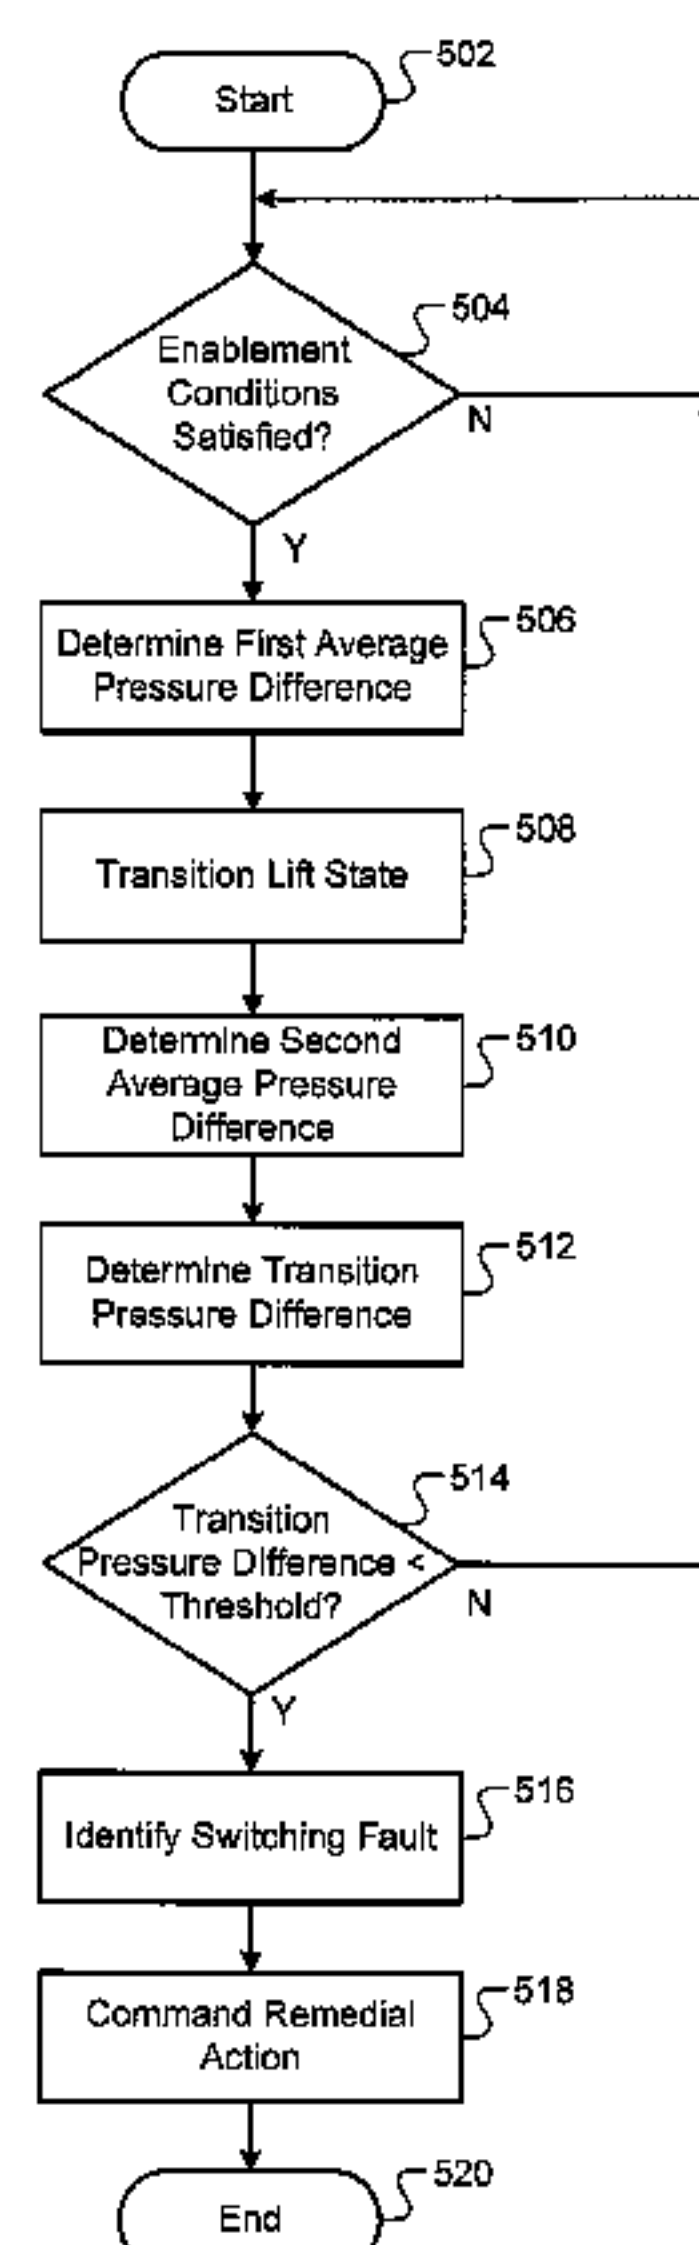 502
Start
504
Enablement
Conditions
Satisfied?
N
Y
506
Determine First Average
Pressure Difference
508
Transition Lift State
510
Determine Second
Average Pressure
Difference
512
Determine Transition
Pressure Difference
514
Transition
Pressure Difference <
Threshold?
N
Y
516
Identify Switching Fault
518
Command Remedial
Action
520
End